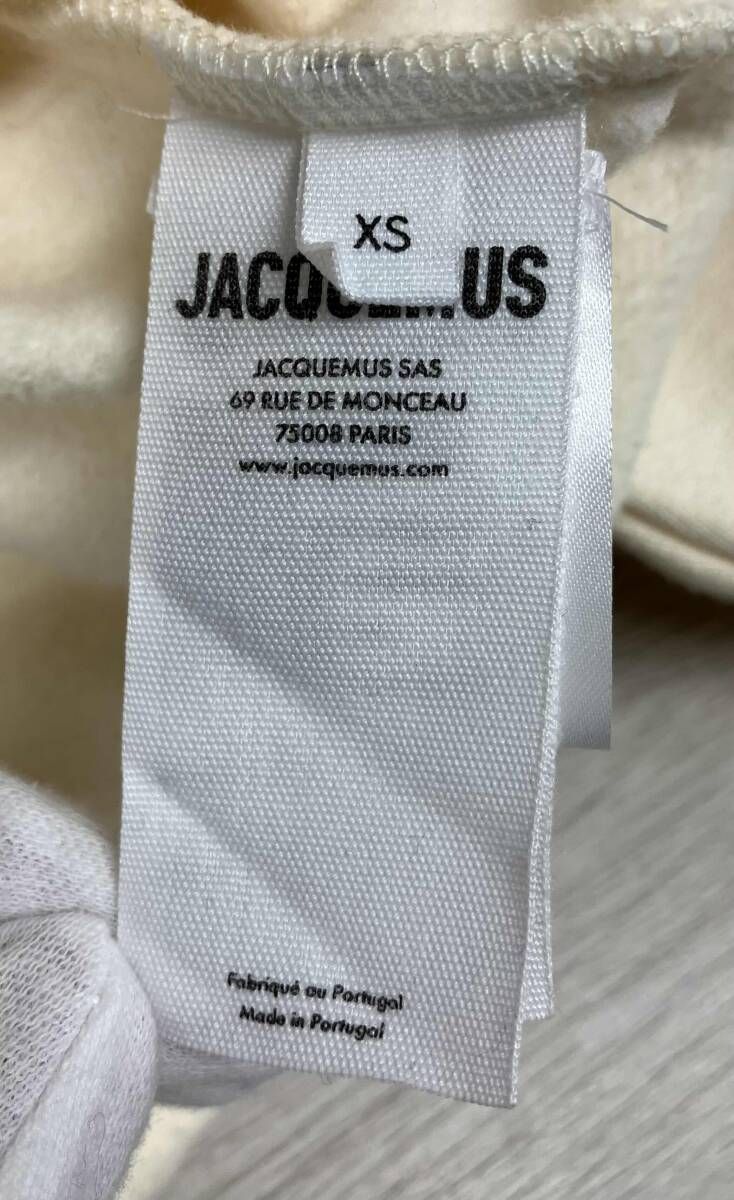 XS
JACQUEMUS
JACQUEMUS SAS
69 RUE DE MONCEAU
75008 PARIS
www.jacquemus.com
Fabriqué au Portugal
Made in Portugal